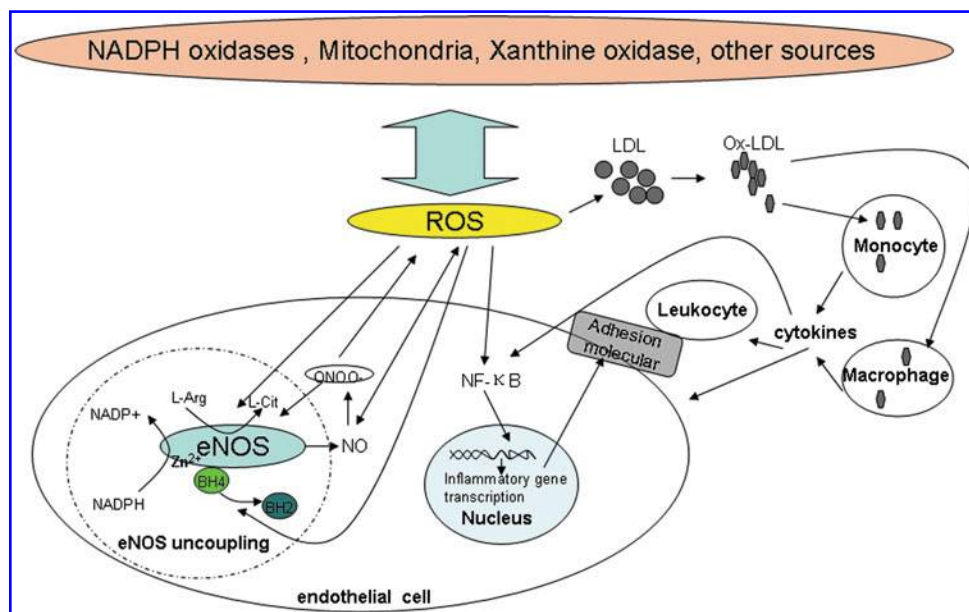 NADPH oxidases , Mitochondria, Xanthine oxidase, other sources
LDL
Ox-LDL
ROS
Monocyte
Leukocyte
cytokines
Adhesion
molecular
Macrophage
NF-κB
ONOO-
L-Arg
L-Cit
NADP+
eNOS
NO
Zn2+
BH4
BH2
NADPH
Inflammatory gene
transcription
Nucleus
eNOS uncoupling
endothelial cell